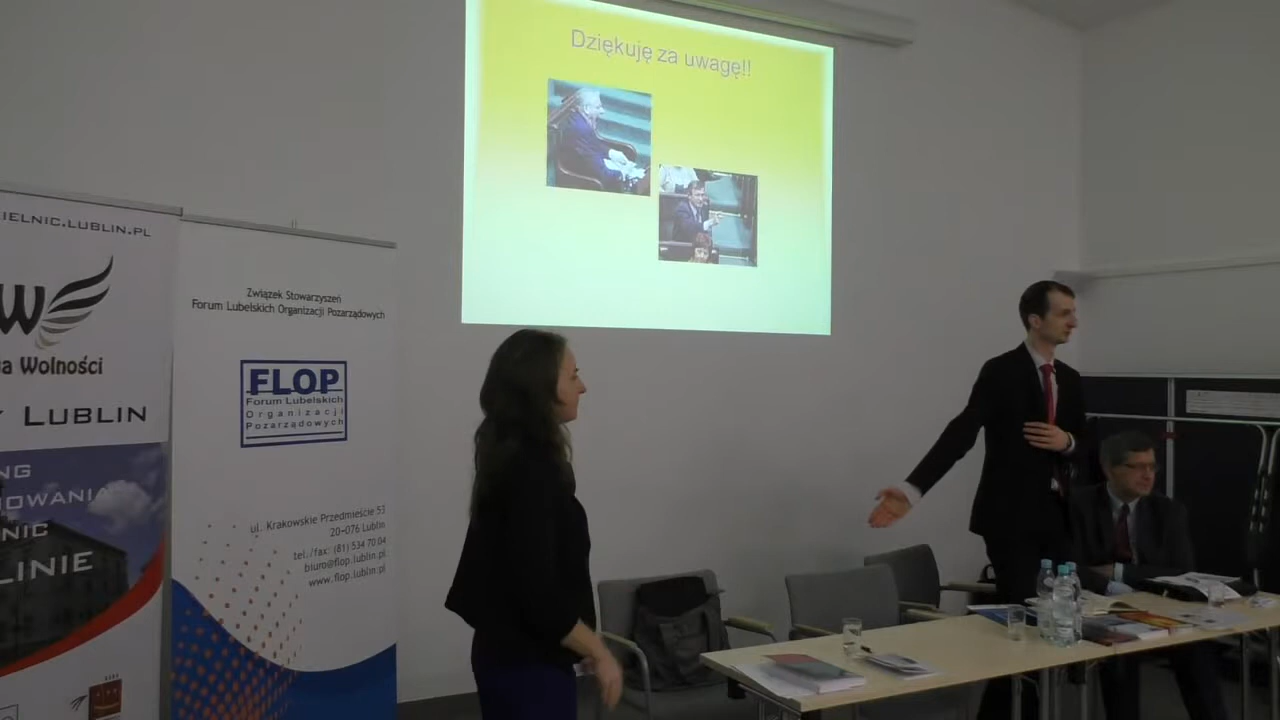 Dziękuję za uwagę!!
IELNIC.LUBLIN.PL
W
a Wolności
LUBLIN
NG
OWANIA
NIC
LINIE
Związek Stowarzyszeń
Forum Lubelskich Organizacji Pozarządowych
FLOP
Forum Lubelskich
Organizacji
Pozarządowych
ul. Krakowskie Przedmieście 53
20-076 Lublin
tel./fax: (81) 534 70 04
biuro@flop.lublin.pl
www.flop.lublin.pl